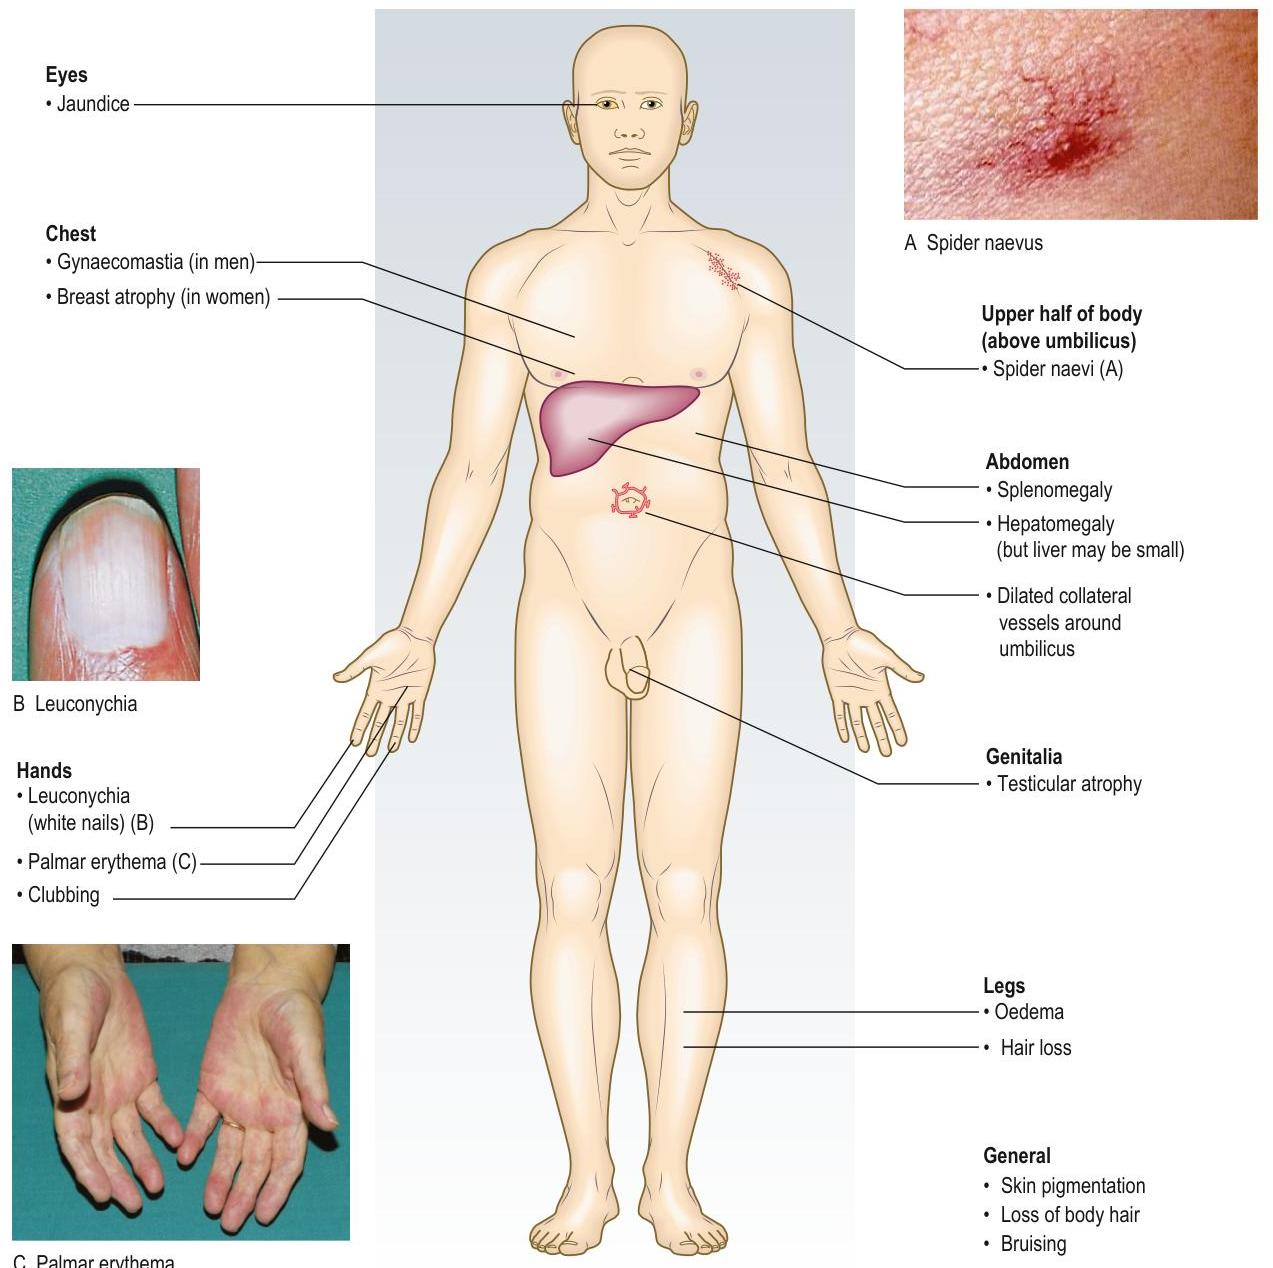 Eyes
• Jaundice
Chest
• Gynaecomastia (in men)
• Breast atrophy (in women)
B Leuconychia
Hands
• Leuconychia
(white nails) (B)
• Palmar erythema (C)
• Clubbing
C Palmar erythema
A Spider naevus
Upper half of body
(above umbilicus)
• Spider naevi (A)
Abdomen
• Splenomegaly
• Hepatomegaly
(but liver may be small)
• Dilated collateral
vessels around
umbilicus
Genitalia
• Testicular atrophy
Legs
• Oedema
• Hair loss
General
• Skin pigmentation
• Loss of body hair
• Bruising